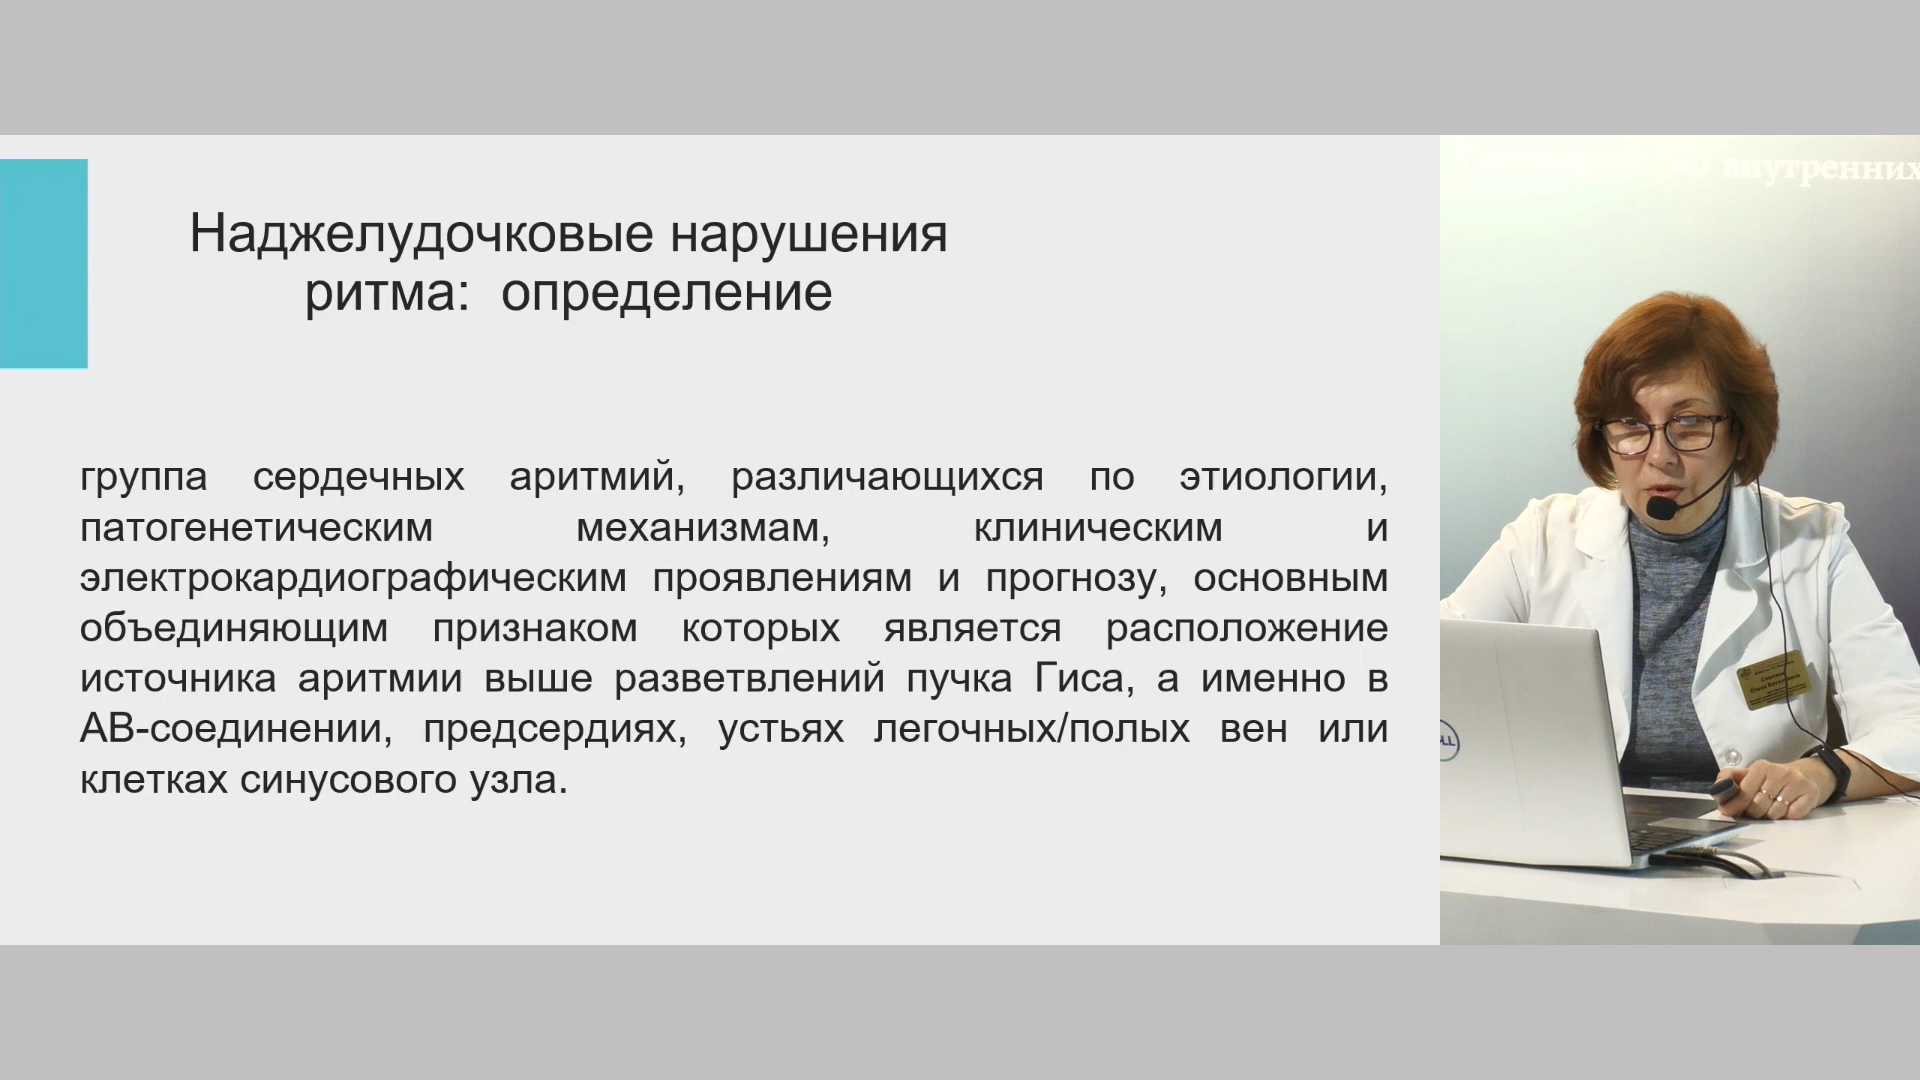 Наджелудочковые нарушения
ритма: определение
группа сердечных аритмий, различающихся по этиологии,
патогенетическим механизмам, клиническим и
электрокардиографическим проявлениям и прогнозу, основным
объединяющим признаком которых является расположение
источника аритмии выше разветвлений пучка Гиса, а именно в
АВ-соединении, предсердиях, устьях легочных/полых вен или
клетках синусового узла.
внутренних